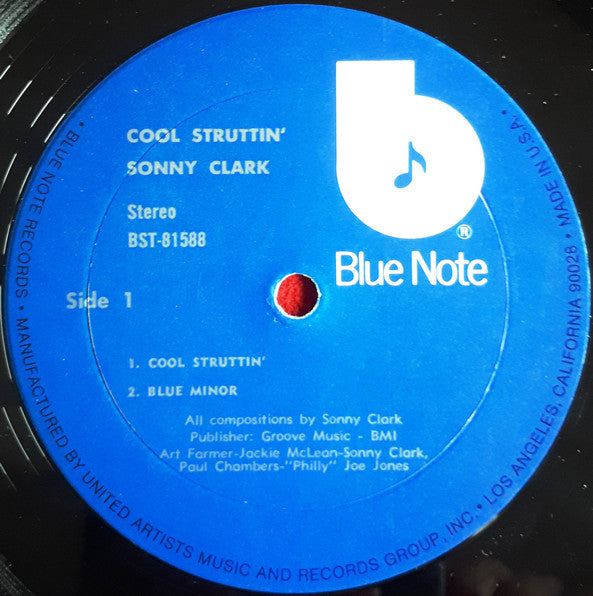 COOL STRUTTIN'
SONNY CLARK
Stereo
BST-81588
Side 1
®
Blue Note
1. COOL STRUTTIN'
2. BLUE MINOR
All compositions by Sonny Clark
Publisher: Groove Music - BMI
Art Farmer-Jackie McLean-Sonny Clark,
Paul Chambers-"Philly" Joe Jones
• BLUE NOTE RECORDS • MANUFACTURED BY UNITED ARTISTS MUSIC AND RECORDS GROUP, INC. • LOS ANGELES, CALIFORNIA 90028 • MADE IN U.S.A. •